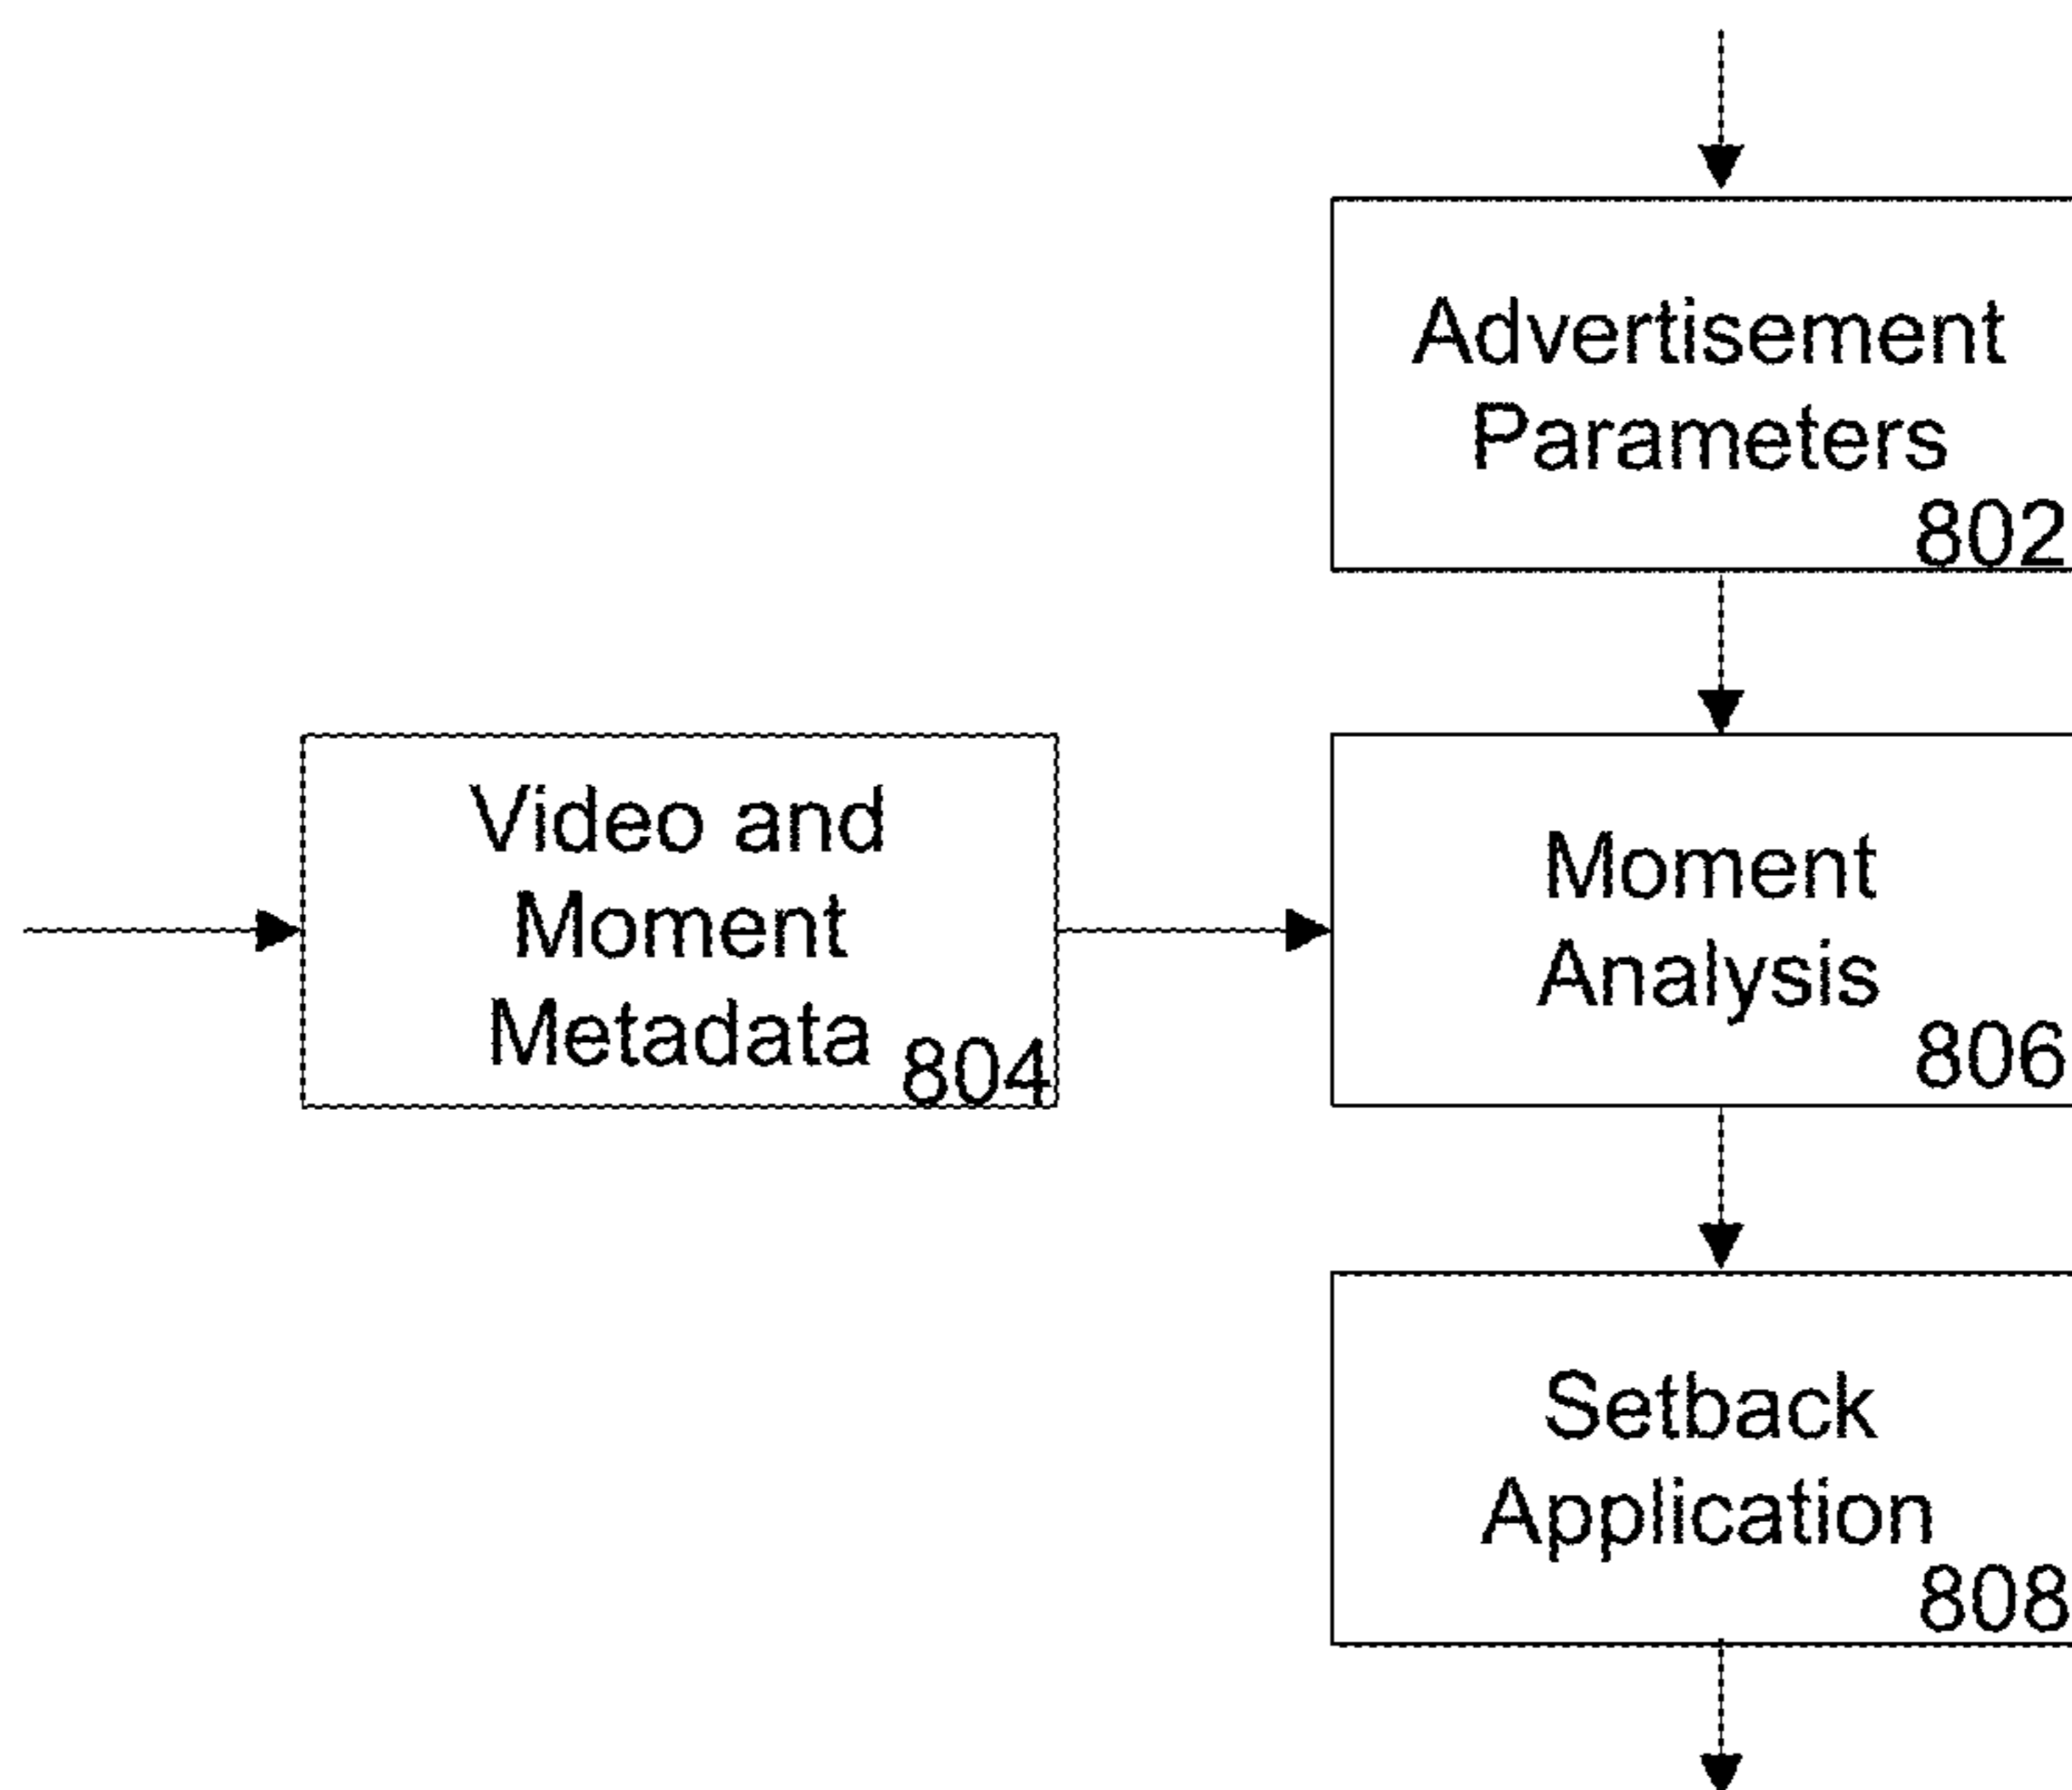 Advertisement
Parameters
802
Video and
Moment
Metadata
804
Moment
Analysis
806
Setback
Application
808